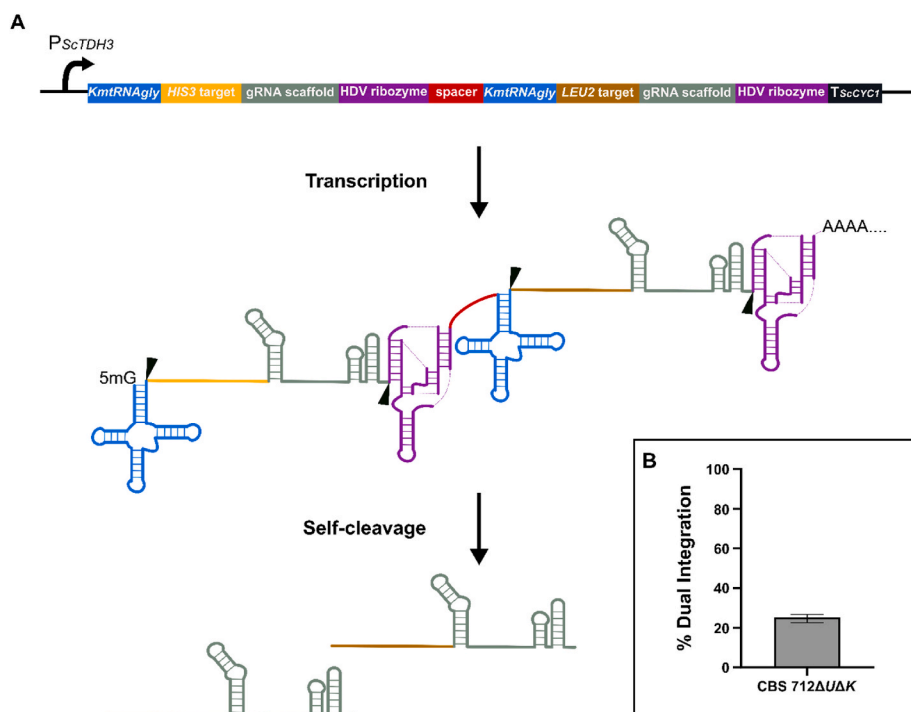 A
PScTDH3
KmtRNAgly HIS3 target gRNA scaffold HDV ribozyme spacer KmtRNAgly LEU2 target gRNA scaffold HDV ribozyme TScCYC1
Transcription
AAAA....
5mG
B
100
80
60
40
20
0
% Dual Integration
CBS 712ΔUΔK
Self-cleavage